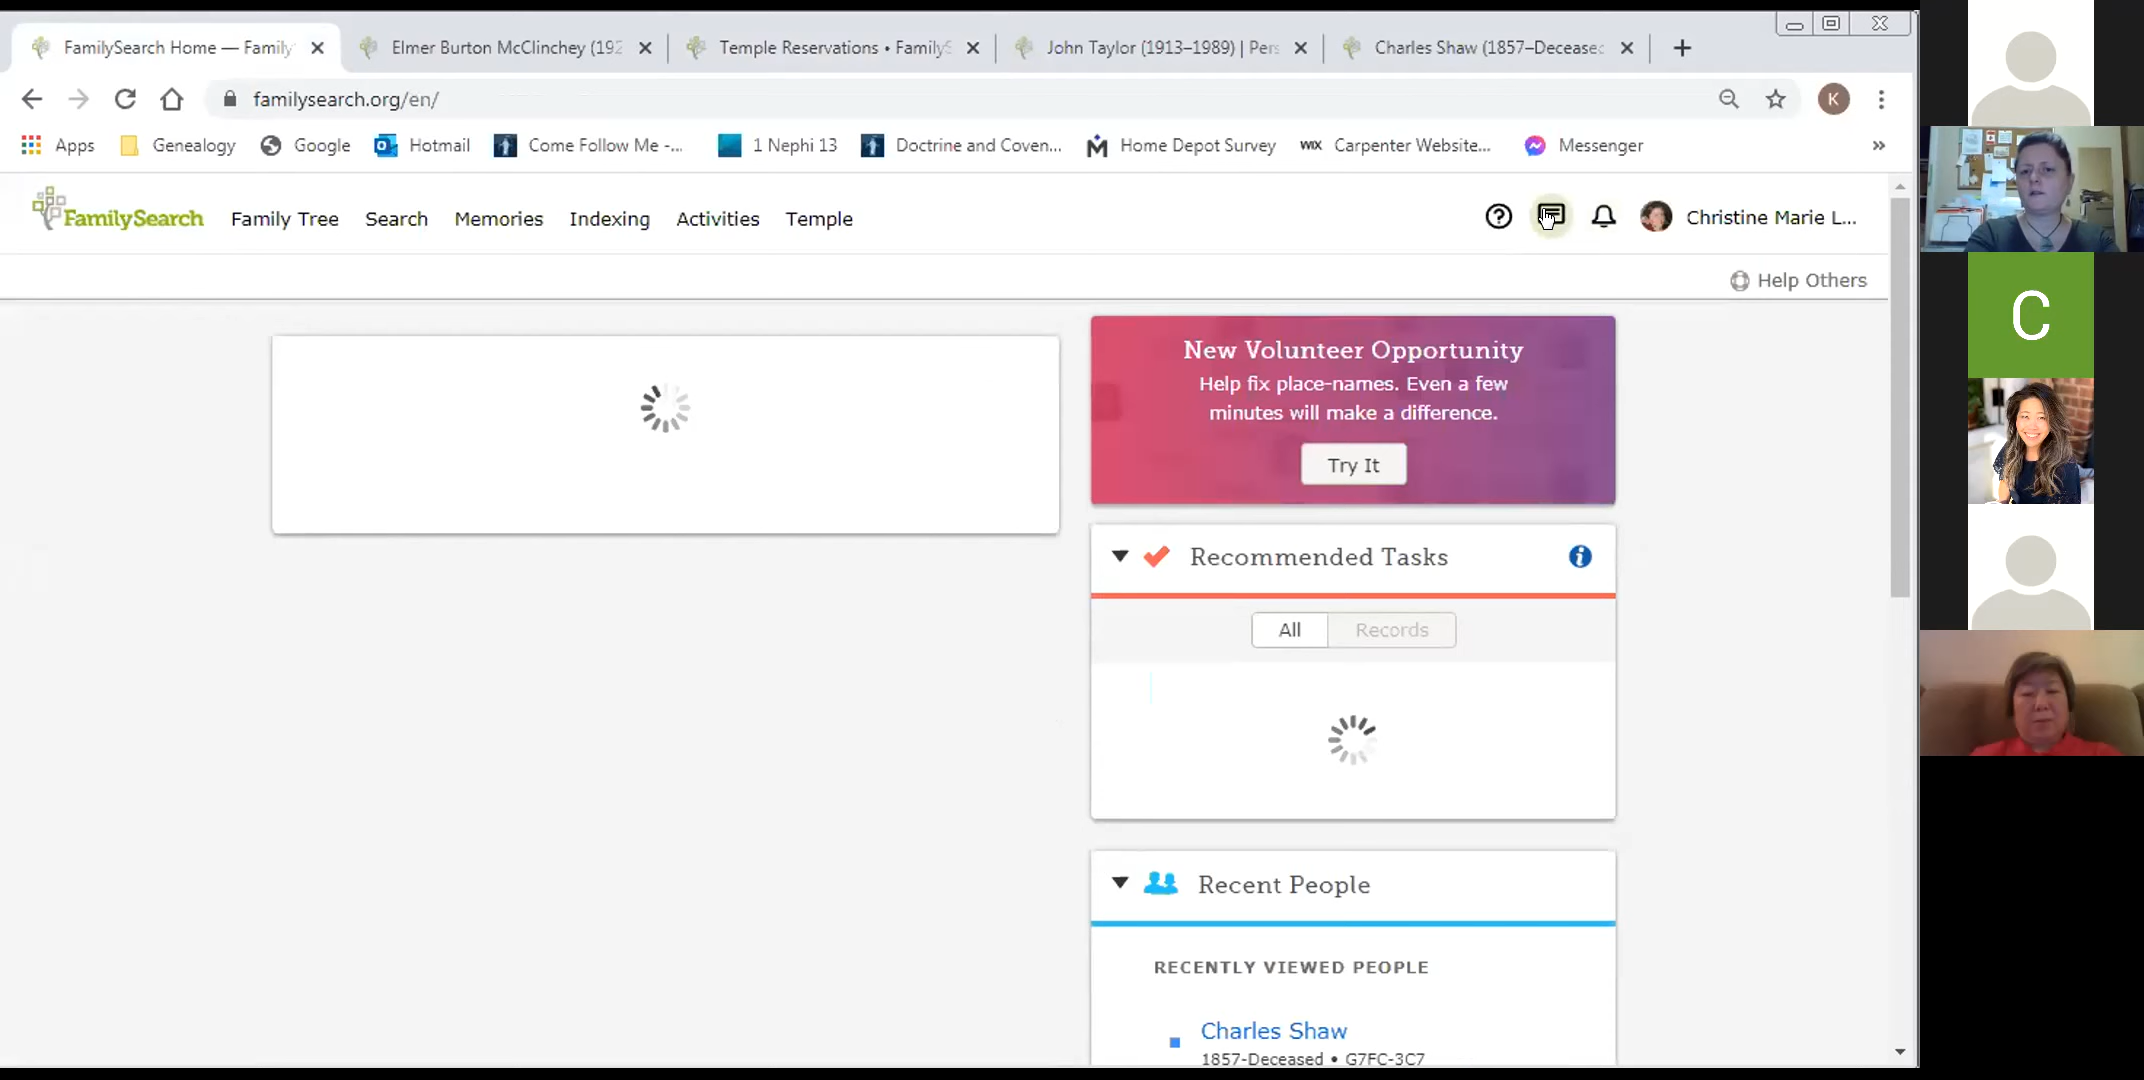 FamilySearch Home — Family
Elmer Burton McClinchey (192
Temple Reservations • FamilyS
John Taylor (1913–1989) | Pers
Charles Shaw (1857–Deceased
familysearch.org/en/
K
Apps
Genealogy
Google
Hotmail
Come Follow Me -...
1 Nephi 13
Doctrine and Coven...
Home Depot Survey
WIX
Carpenter Website...
Messenger
»
FamilySearch
Family Tree
Search
Memories
Indexing
Activities
Temple
Christine Marie L...
Help Others
New Volunteer Opportunity
Help fix place-names. Even a few
minutes will make a difference.
Try It
Recommended Tasks
All
Records
Recent People
RECENTLY VIEWED PEOPLE
Charles Shaw
1857-Deceased • G7FC-3C7
C